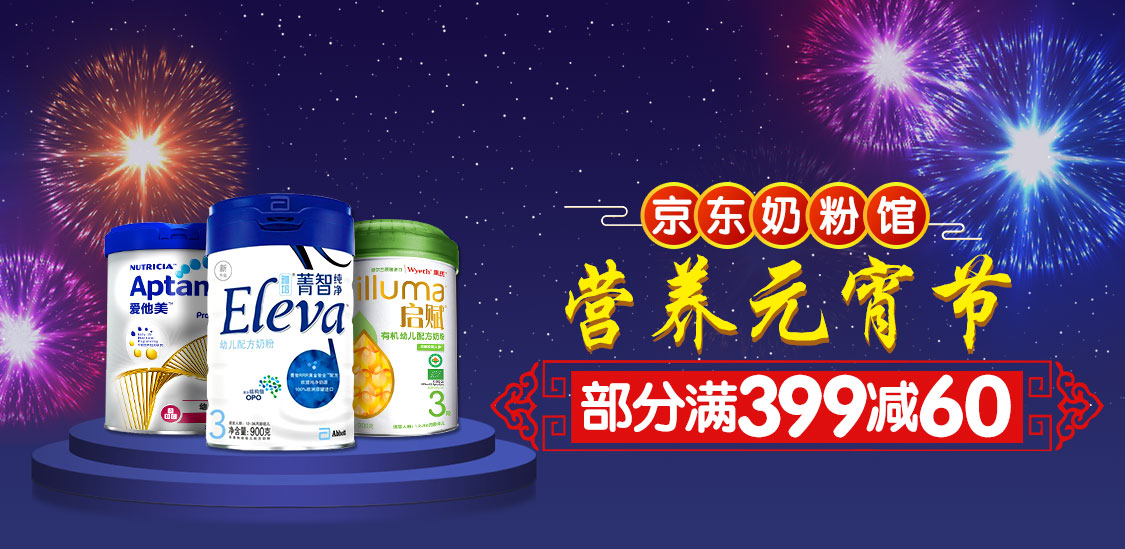 京东奶粉馆
营养元宵节
部分满399减60
NUTRICIA
Aptam
爱他美
Pro
新
菁智
纯净
Eleva
幼儿配方奶粉
OPO
3
净含量: 900克
Abbott
Wyeth
illuma
启赋
有机幼儿配方奶粉
3